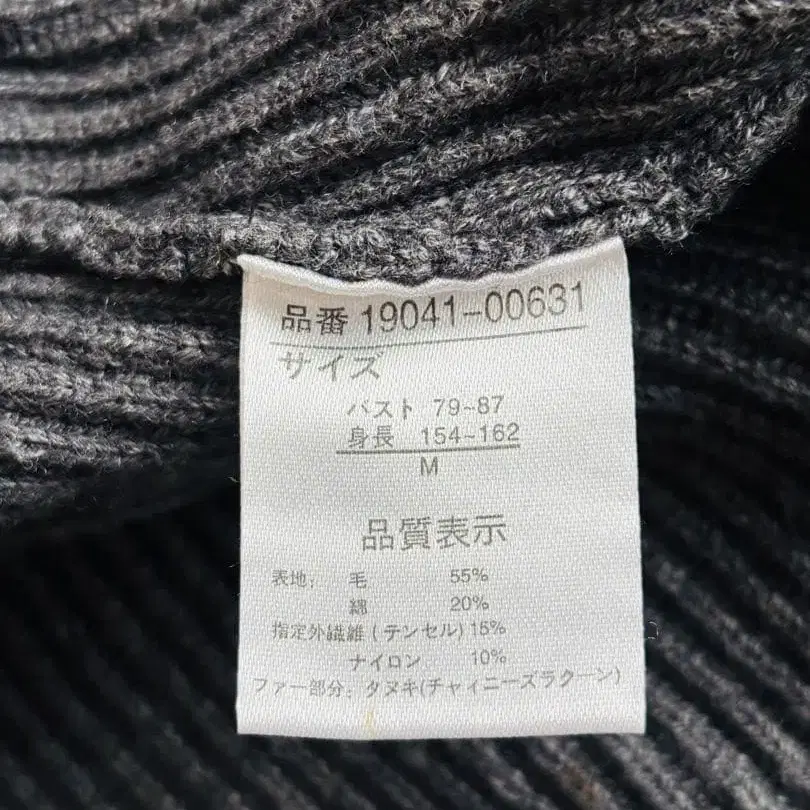 品番 19041-00631
サイズ
バスト 79~87
身長 154~162
M
品質表示
表地: 毛 55%
綿 20%
指定外繊維 (テンセル) 15%
ナイロン 10%
ファー部分: タヌキ(チャイニーズラクーン)